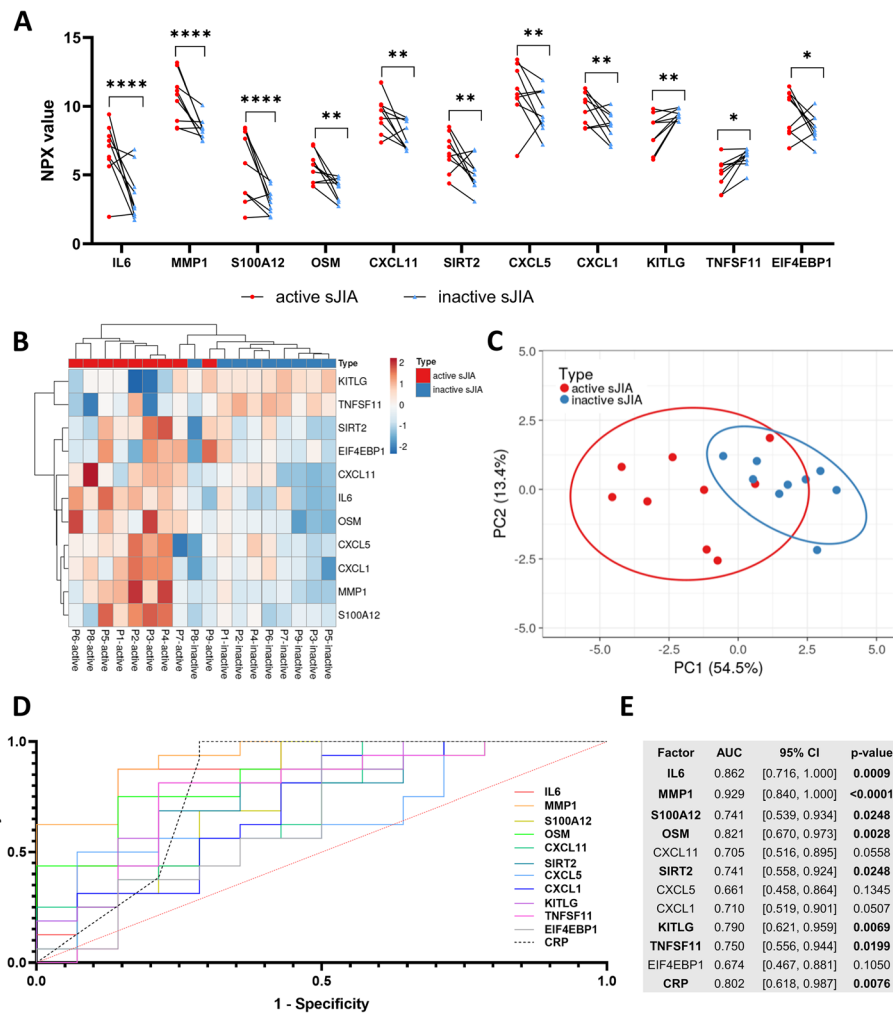 A
**** **** **** ** ** ** ** ** ** * *
NPX value
15
10
5
0
IL6 MMP1 S100A12 OSM CXCL11 SIRT2 CXCL5 CXCL1 KITLG TNFSF11 EIF4EBP1
active sJIA inactive sJIA
B
Type
KITLG
TNFSF11
SIRT2
EIF4EBP1
CXCL11
IL6
OSM
CXCL5
CXCL1
MMP1
S100A12
2
1
0
-1
-2
Type
active sJIA
inactive sJIA
P6-active
P8-active
P5-active
P1-active
P2-active
P3-active
P4-active
P7-active
P8-inactive
P9-active
P1-inactive
P2-inactive
P4-inactive
P6-inactive
P7-inactive
P9-inactive
P3-inactive
P5-inactive
C
Type
active sJIA
inactive sJIA
PC2 (13.4%)
5.0
2.5
0.0
-2.5
-5.0
-5.0 -2.5 0.0 2.5 5.0
PC1 (54.5%)
D
1.0
0.5
0.0
0.0 0.5 1.0
1 - Specificity
IL6
MMP1
S100A12
OSM
CXCL11
SIRT2
CXCL5
CXCL1
KITLG
TNFSF11
EIF4EBP1
CRP
E
Factor AUC 95% CI p-value
IL6 0.862 [0.716, 1.000] 0.0009
MMP1 0.929 [0.840, 1.000] <0.0001
S100A12 0.741 [0.539, 0.934] 0.0248
OSM 0.821 [0.670, 0.973] 0.0028
CXCL11 0.705 [0.516, 0.895] 0.0558
SIRT2 0.741 [0.558, 0.924] 0.0248
CXCL5 0.661 [0.458, 0.864] 0.1345
CXCL1 0.710 [0.519, 0.901] 0.0507
KITLG 0.790 [0.621, 0.959] 0.0069
TNFSF11 0.750 [0.556, 0.944] 0.0199
EIF4EBP1 0.674 [0.467, 0.881] 0.1050
CRP 0.802 [0.618, 0.987] 0.0076